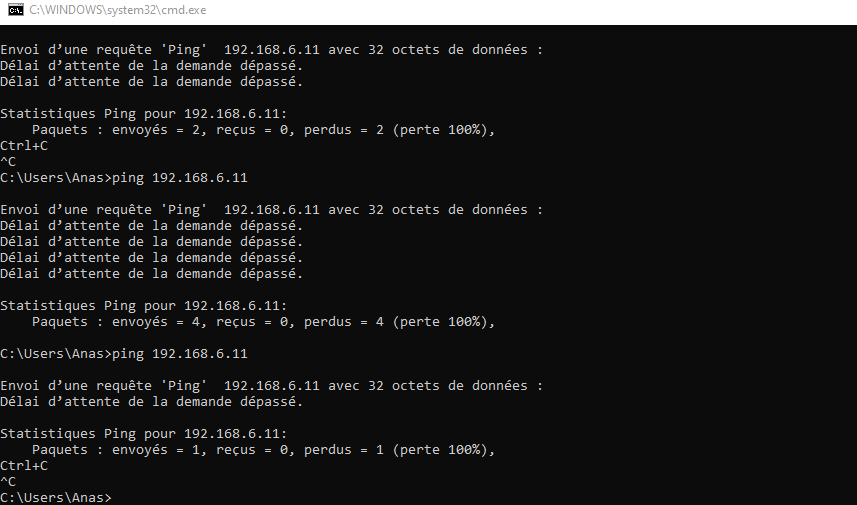 C:\WINDOWS\system32\cmd.exe
Envoi d’une requête 'Ping'  192.168.6.11 avec 32 octets de données :
Délai d’attente de la demande dépassé.
Délai d’attente de la demande dépassé.
Statistiques Ping pour 192.168.6.11:
    Paquets : envoyés = 2, reçus = 0, perdus = 2 (perte 100%),
Ctrl+C
^C
C:\Users\Anas>ping 192.168.6.11
Envoi d’une requête 'Ping'  192.168.6.11 avec 32 octets de données :
Délai d’attente de la demande dépassé.
Délai d’attente de la demande dépassé.
Délai d’attente de la demande dépassé.
Délai d’attente de la demande dépassé.
Statistiques Ping pour 192.168.6.11:
    Paquets : envoyés = 4, reçus = 0, perdus = 4 (perte 100%),
C:\Users\Anas>ping 192.168.6.11
Envoi d’une requête 'Ping'  192.168.6.11 avec 32 octets de données :
Délai d’attente de la demande dépassé.
Statistiques Ping pour 192.168.6.11:
    Paquets : envoyés = 1, reçus = 0, perdus = 1 (perte 100%),
Ctrl+C
^C
C:\Users\Anas>